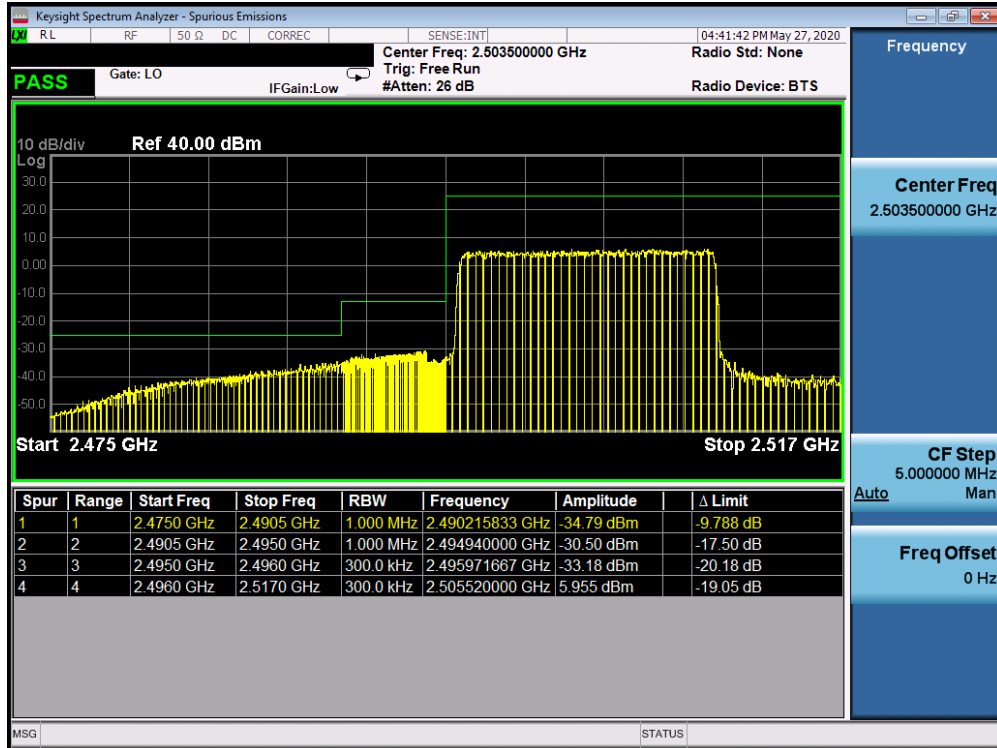 Keysight Spectrum Analyzer - Spurious Emissions
LXI RL RF 50 Ω DC CORREC SENSE:INT 04:41:42 PM May 27, 2020
Center Freq: 2.503500000 GHz Radio Std: None
Trig: Free Run
PASS Gate: LO IFGain:Low #Atten: 26 dB Radio Device: BTS
Frequency
10 dB/div Ref 40.00 dBm
Log
30.0
20.0
10.0
0.00
-10.0
-20.0
-30.0
-40.0
-50.0
Start 2.475 GHz Stop 2.517 GHz
Center Freq
2.503500000 GHz
CF Step
5.000000 MHz
Auto Man
Freq Offset
0 Hz
Spur Range Start Freq Stop Freq RBW Frequency Amplitude Δ Limit
1 1 2.4750 GHz 2.4905 GHz 1.000 MHz 2.490215833 GHz -34.79 dBm -9.788 dB
2 2 2.4905 GHz 2.4950 GHz 1.000 MHz 2.494940000 GHz -30.50 dBm -17.50 dB
3 3 2.4950 GHz 2.4960 GHz 300.0 kHz 2.495971667 GHz -33.18 dBm -20.18 dB
4 4 2.4960 GHz 2.5170 GHz 300.0 kHz 2.505520000 GHz 5.955 dBm -19.05 dB
MSG STATUS